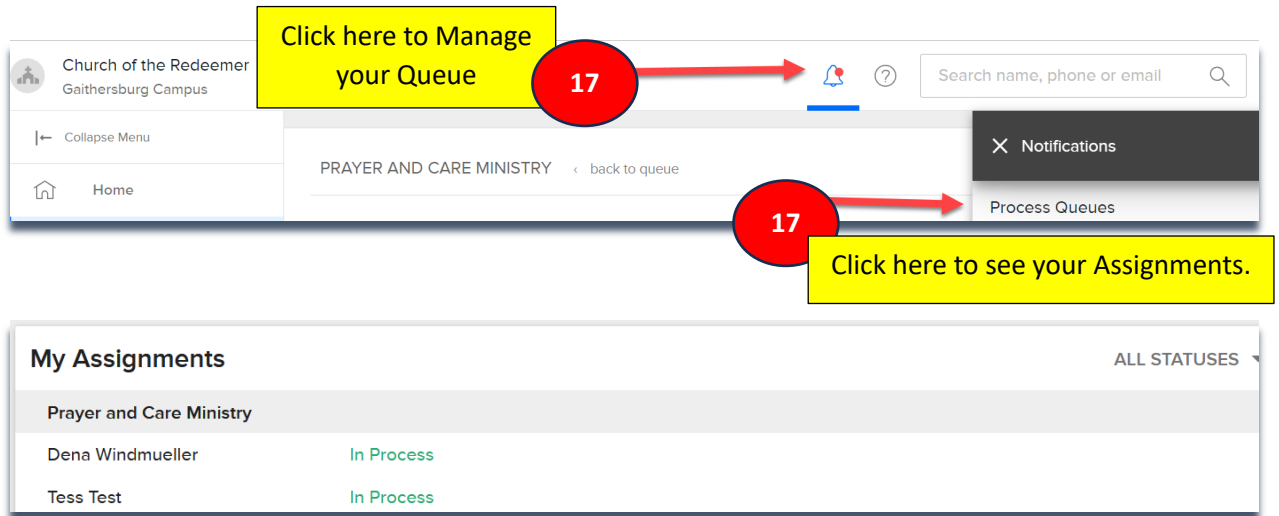 Click here to Manage
your Queue
17
Church of the Redeemer
Gaithersburg Campus
Search name, phone or email
Collapse Menu
Notifications
PRAYER AND CARE MINISTRY ‹ back to queue
Home
Process Queues
17
Click here to see your Assignments.
My Assignments
ALL STATUSES
Prayer and Care Ministry
Dena Windmueller In Process
Tess Test In Process